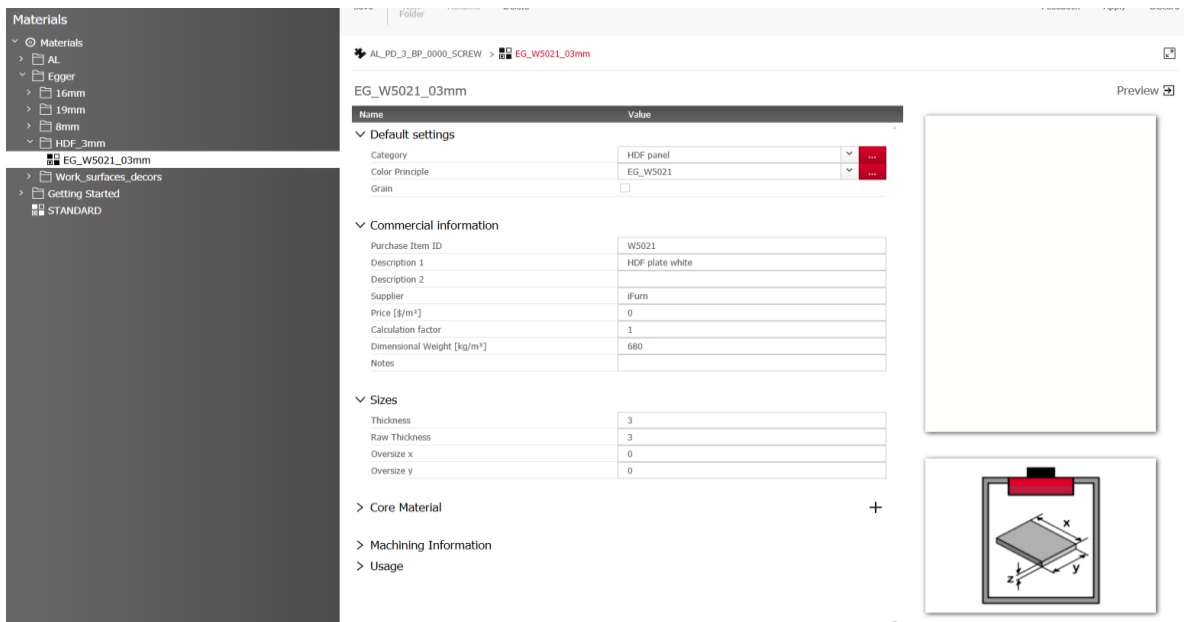 Materials
Folder
Materials
AL
Egger
16mm
19mm
8mm
HDF_3mm
EG_W5021_03mm
Work_surfaces_decors
Getting Started
STANDARD
AL_PD_3_BP_0000_SCREW > EG_W5021_03mm
EG_W5021_03mm
Preview
Name Value
Default settings
Category HDF panel ...
Color Principle EG_W5021 ...
Grain
Commercial information
Purchase Item ID W5021
Description 1 HDF plate white
Description 2
Supplier iFurn
Price [$/m²] 0
Calculation factor 1
Dimensional Weight [kg/m³] 680
Notes
Sizes
Thickness 3
Raw Thickness 3
Oversize x 0
Oversize y 0
Core Material +
Machining Information
Usage
x
y
z